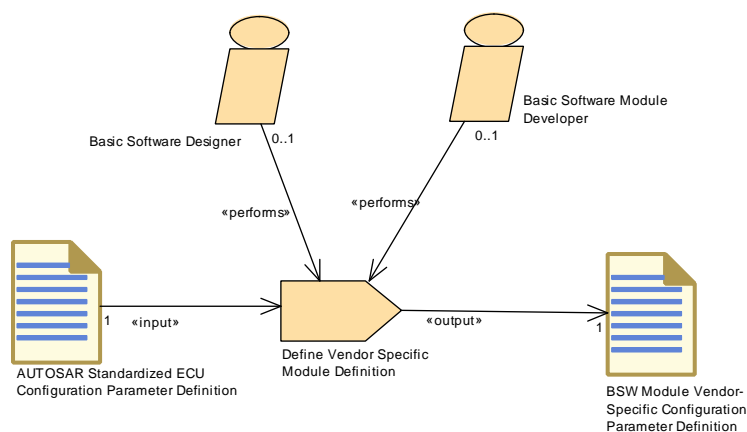 Basic Software Designer
0..1
Basic Software Module
Developer
0..1
«performs»
«performs»
1
«input»
«output»
1
AUTOSAR Standardized ECU
Configuration Parameter Definition
Define Vendor Specific
Module Definition
BSW Module Vendor-
Specific Configuration
Parameter Definition